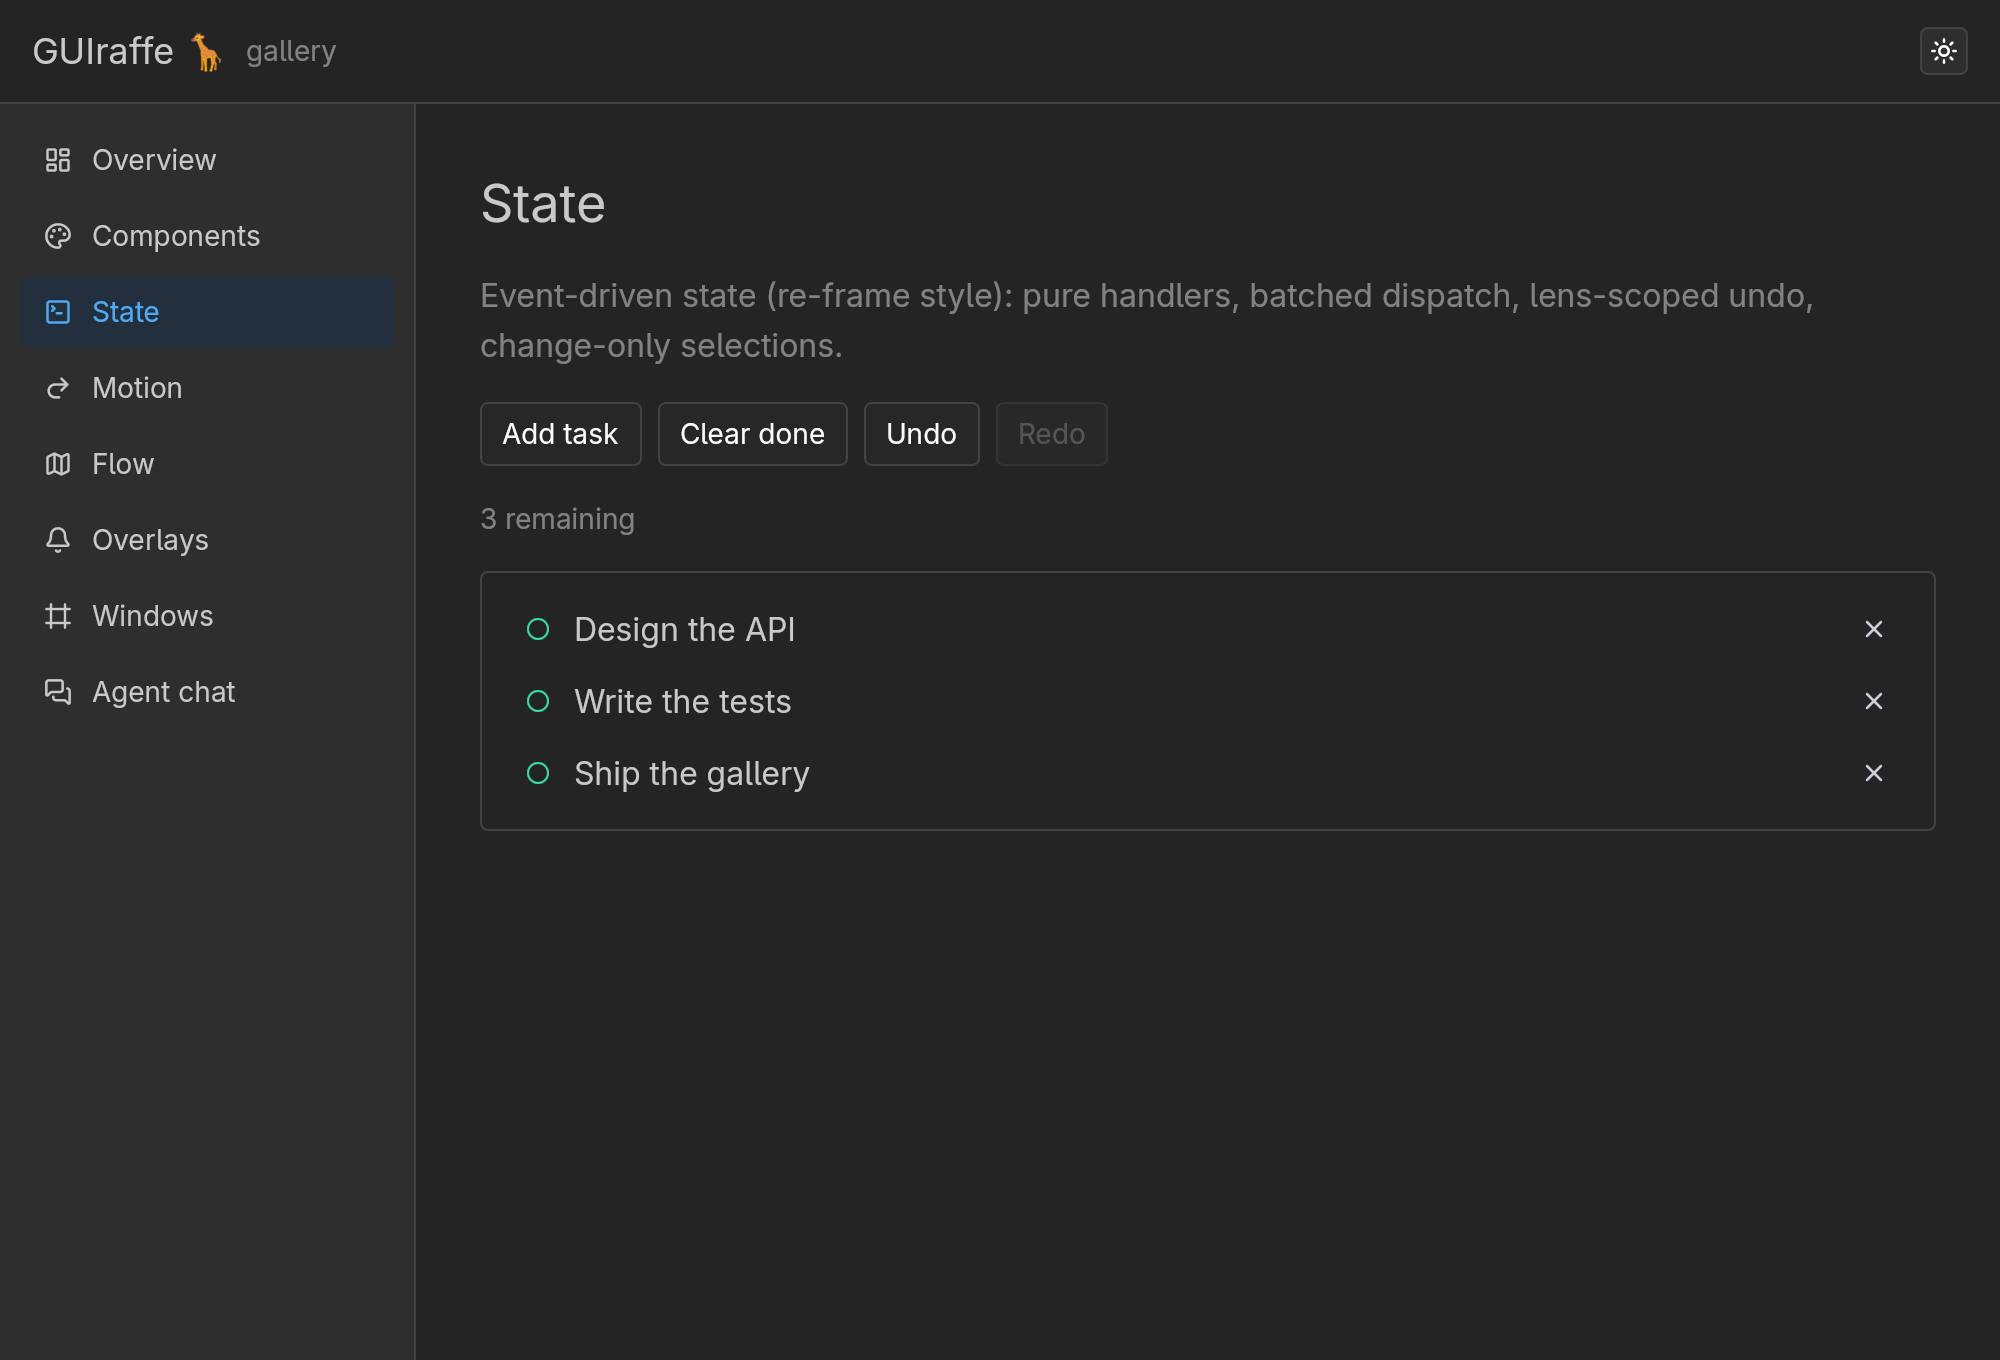 GUIraffe 🦒 gallery
Overview
Components
State
Motion
Flow
Overlays
Windows
Agent chat
State
Event-driven state (re-frame style): pure handlers, batched dispatch, lens-scoped undo,
change-only selections.
Add task Clear done Undo Redo
3 remaining
Design the API
Write the tests
Ship the gallery